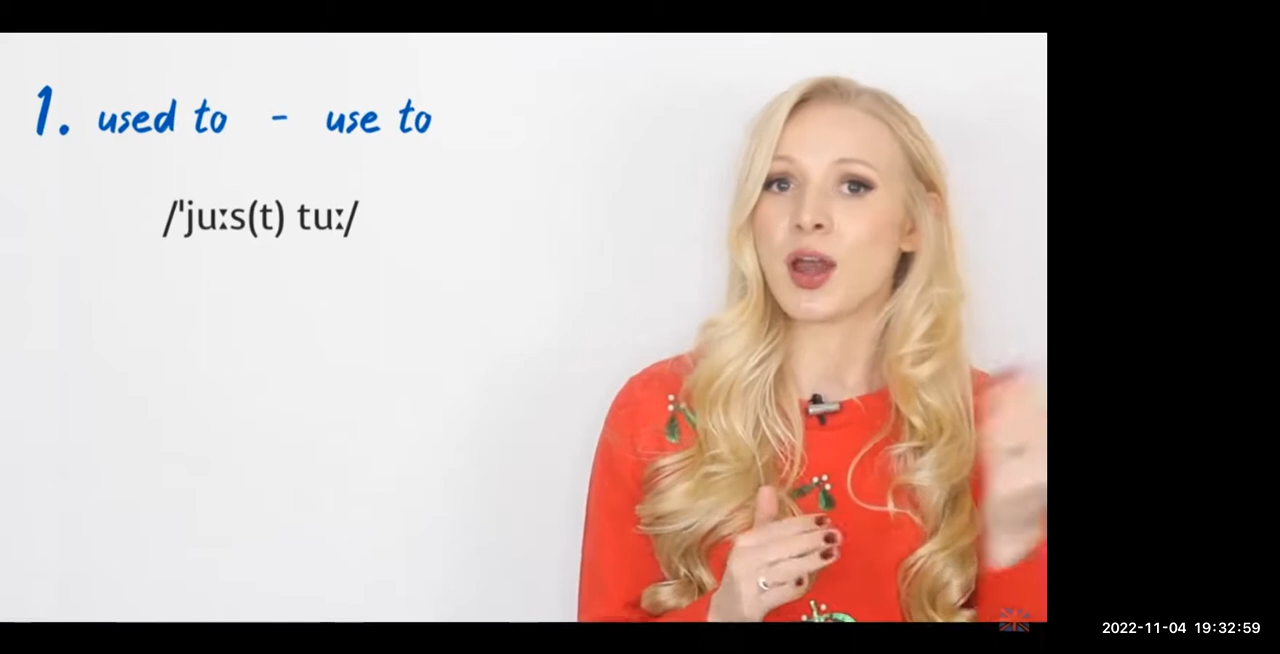 1. used to - use to
/ˈjuːs(t) tuː/
2022-11-04 19:32:59